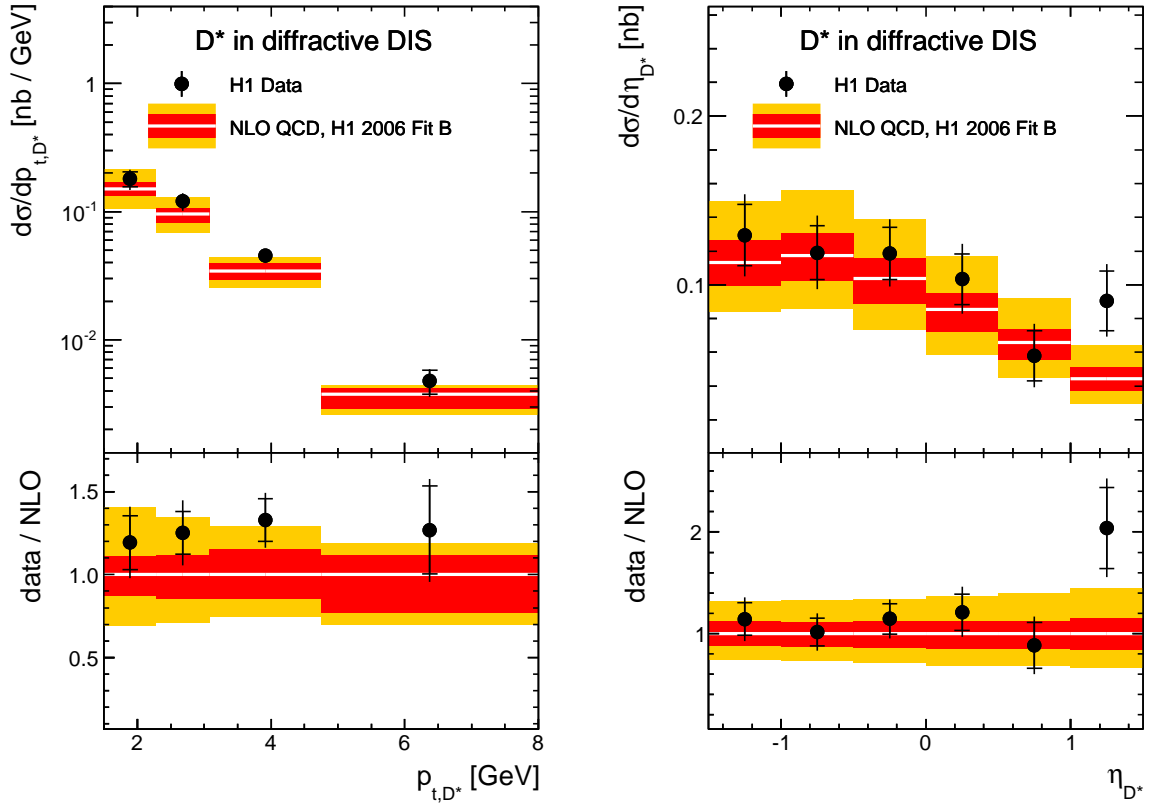 D* in diffractive DIS
H1 Data
NLO QCD, H1 2006 Fit B
dσ/dp_{t,D*} [nb / GeV]
1
10^{-1}
10^{-2}
data / NLO
1.5
1.0
0.5
2 4 6 8
p_{t,D*} [GeV]
D* in diffractive DIS
H1 Data
NLO QCD, H1 2006 Fit B
dσ/dη_{D*} [nb]
0.2
0.1
data / NLO
2
1
-1 0 1
η_{D*}